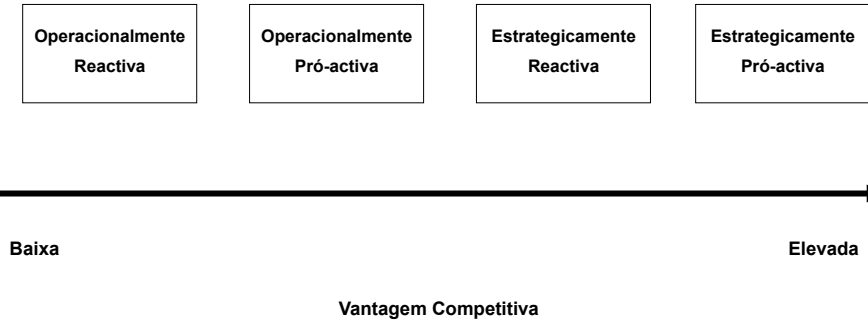 Operacionalmente
Reactiva
Operacionalmente
Pró-activa
Estrategicamente
Reactiva
Estrategicamente
Pró-activa
Baixa
Elevada
Vantagem Competitiva